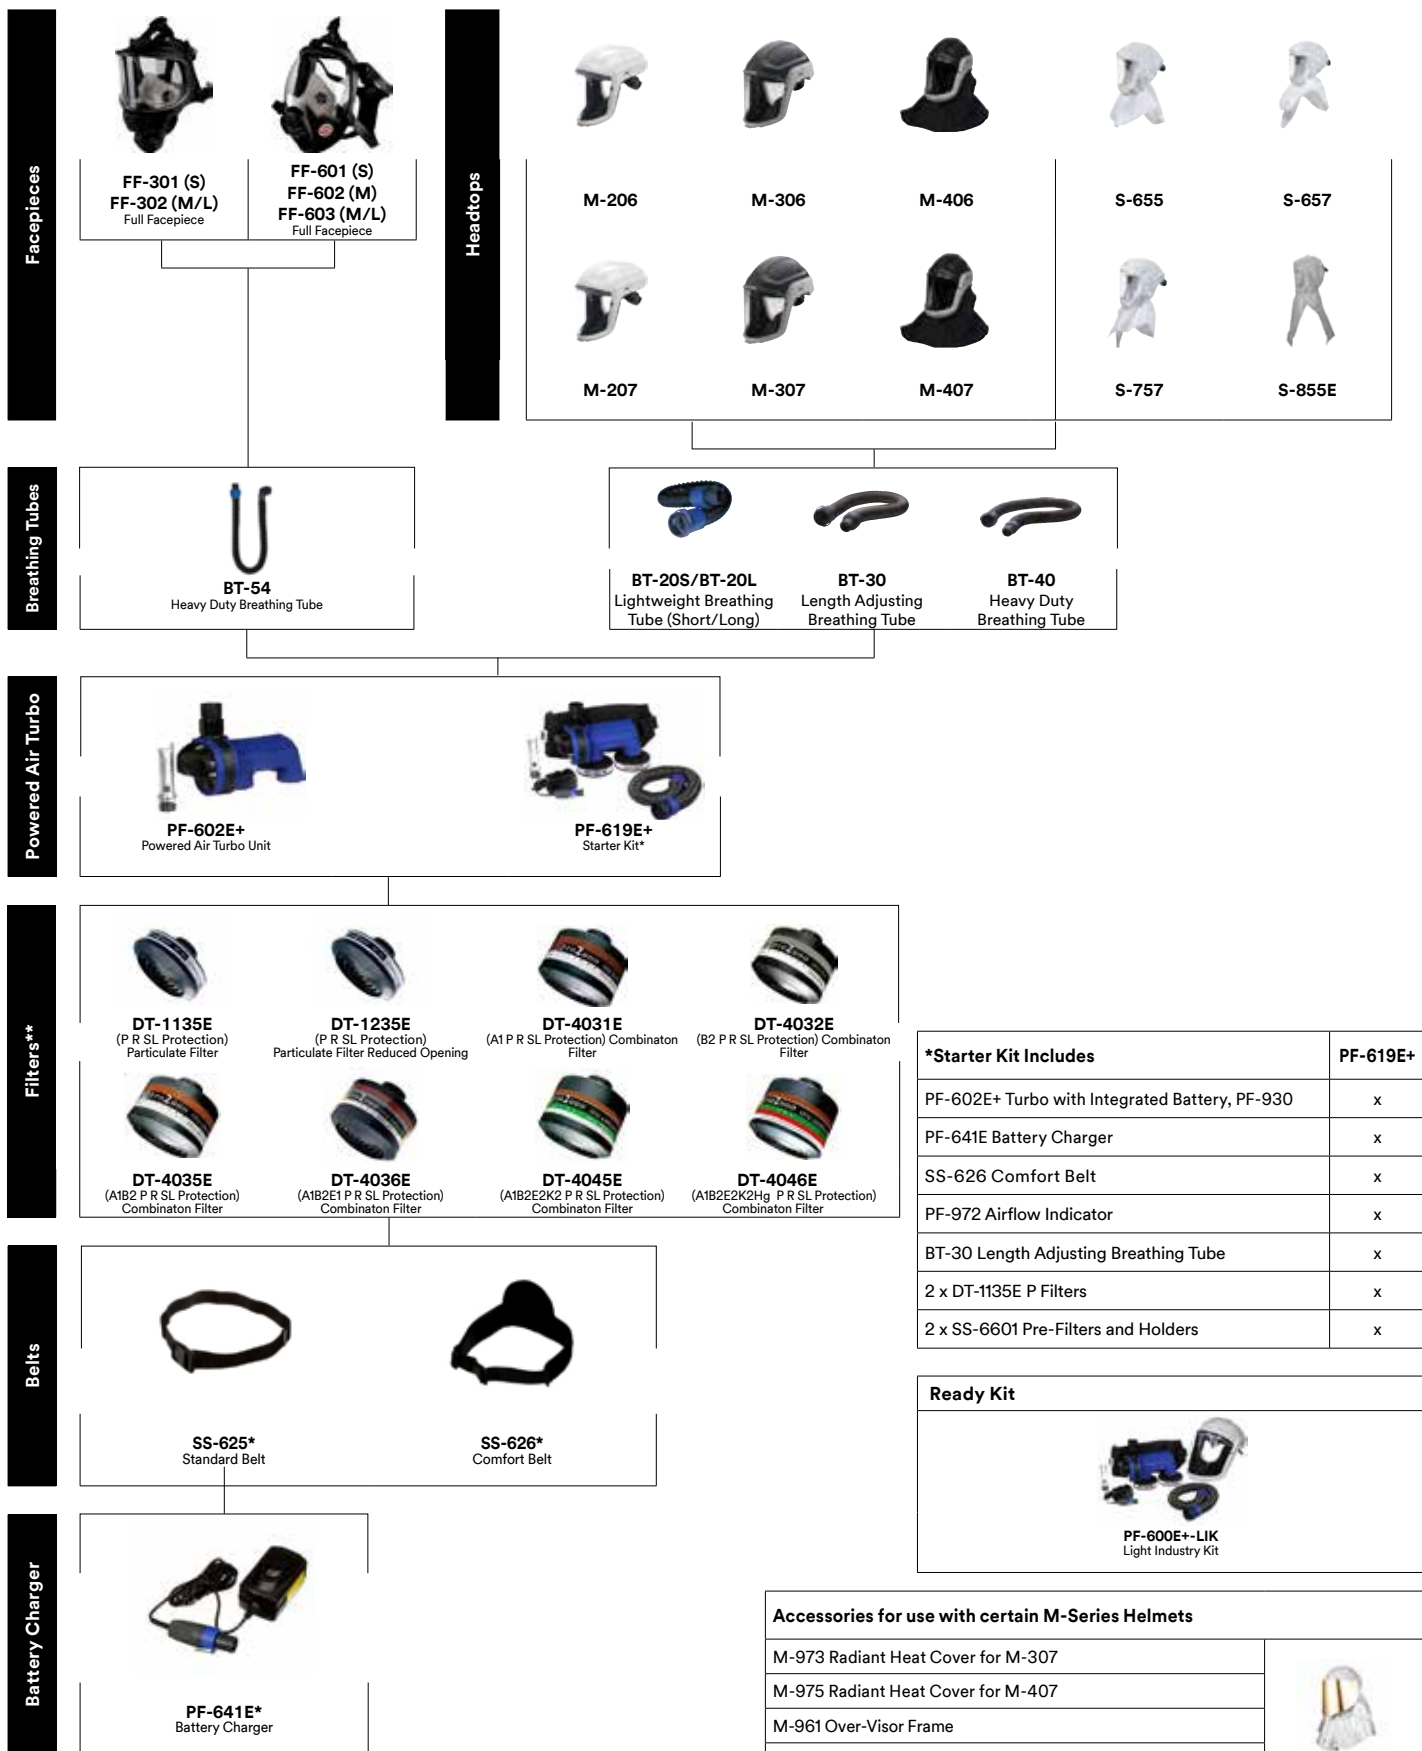 Facepieces
FF-301 (S)
FF-302 (M/L)
Full Facepiece
FF-601 (S)
FF-602 (M)
FF-603 (M/L)
Full Facepiece
Headtops
M-206
M-306
M-406
S-655
S-657
M-207
M-307
M-407
S-757
S-855E
Breathing Tubes
BT-54
Heavy Duty Breathing Tube
BT-20S/BT-20L
Lightweight Breathing
Tube (Short/Long)
BT-30
Length Adjusting
Breathing Tube
BT-40
Heavy Duty
Breathing Tube
Powered Air Turbo
PF-602E+
Powered Air Turbo Unit
PF-619E+
Starter Kit*
Filters**
DT-1135E
(P R SL Protection)
Particulate Filter
DT-1235E
(P R SL Protection)
Particulate Filter Reduced Opening
DT-4031E
(A1 P R SL Protection) Combinaton
Filter
DT-4032E
(B2 P R SL Protection) Combinaton
Filter
DT-4035E
(A1B2 P R SL Protection)
Combinaton Filter
DT-4036E
(A1B2E1 P R SL Protection)
Combinaton Filter
DT-4045E
(A1B2E2K2 P R SL Protection)
Combinaton Filter
DT-4046E
(A1B2E2K2Hg P R SL Protection)
Combinaton Filter
*Starter Kit Includes PF-619E+
PF-602E+ Turbo with Integrated Battery, PF-930 x
PF-641E Battery Charger x
SS-626 Comfort Belt x
PF-972 Airflow Indicator x
BT-30 Length Adjusting Breathing Tube x
2 x DT-1135E P Filters x
2 x SS-6601 Pre-Filters and Holders x
Belts
SS-625*
Standard Belt
SS-626*
Comfort Belt
Ready Kit
PF-600E+-LIK
Light Industry Kit
Battery Charger
PF-641E*
Battery Charger
Accessories for use with certain M-Series Helmets
M-973 Radiant Heat Cover for M-307
M-975 Radiant Heat Cover for M-407
M-961 Over-Visor Frame